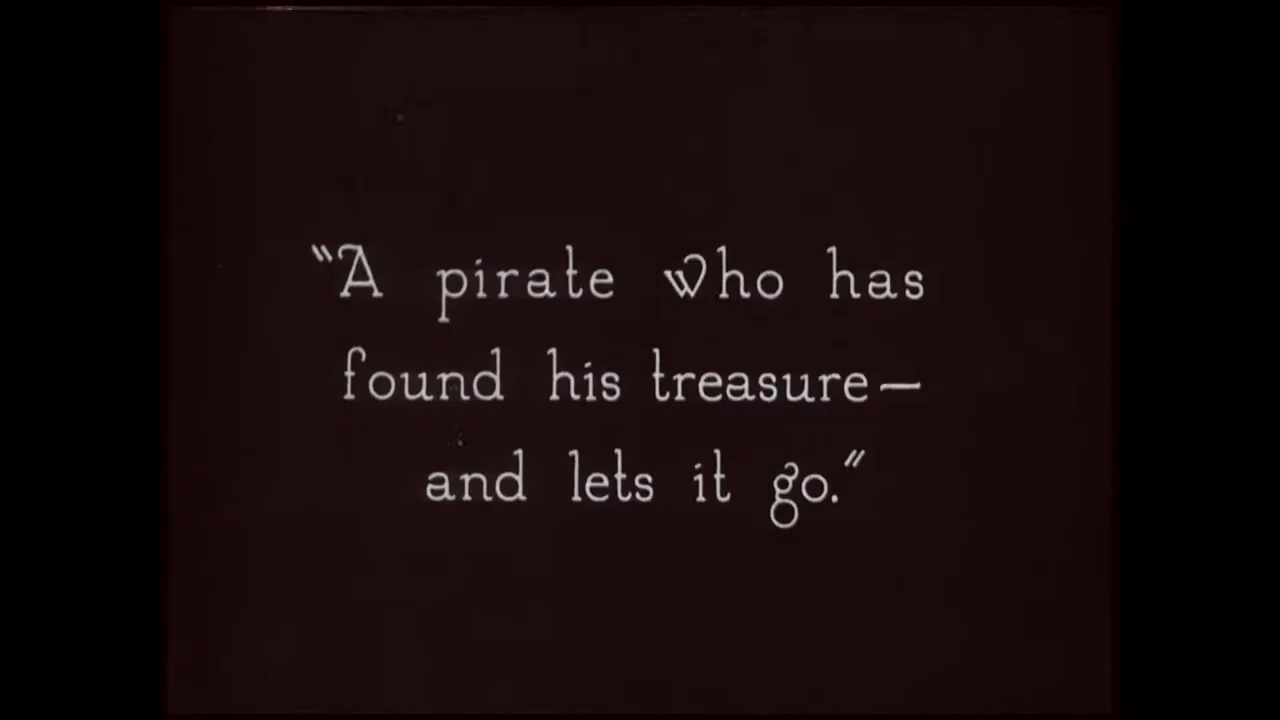 "A pirate who has
found his treasure—
and lets it go."